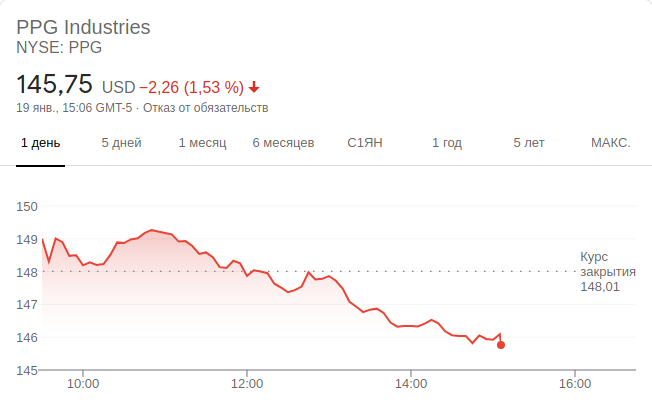 PPG Industries
NYSE: PPG
145,75 USD −2,26 (1,53 %)
19 янв., 15:06 GMT-5 · Отказ от обязательств
1 день 5 дней 1 месяц 6 месяцев С1ЯН 1 год 5 лет МАКС.
150
149
148
147
146
145
Курс
закрытия
148,01
10:00 12:00 14:00 16:00